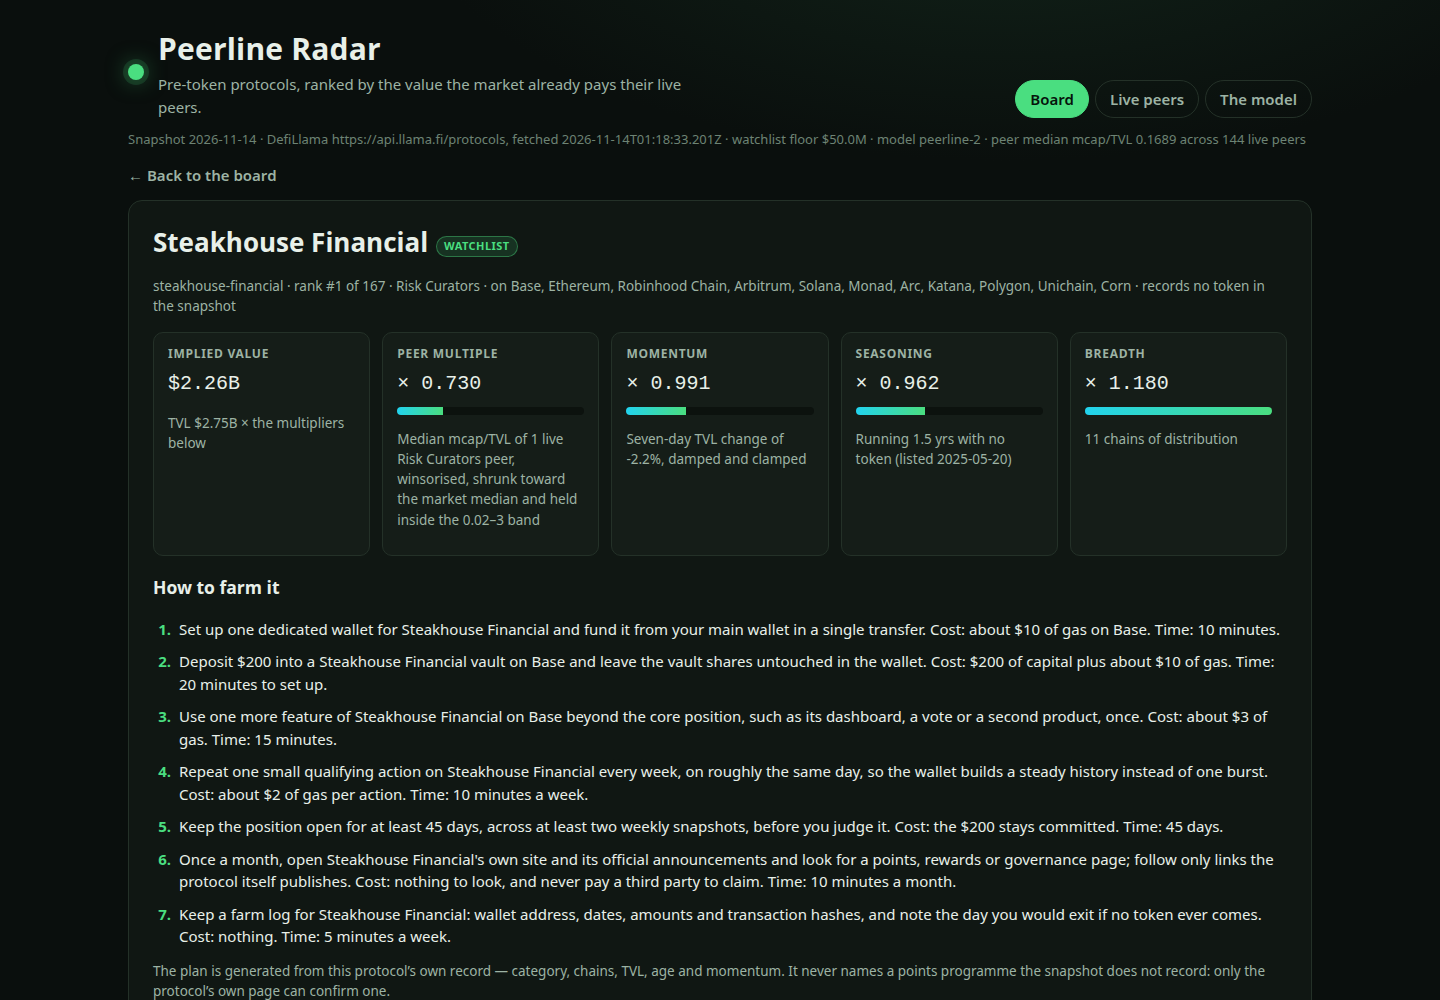 Peerline Radar
Pre-token protocols, ranked by the value the market already pays their live
peers.
Board
Live peers
The model
Snapshot 2026-11-14 · DefiLlama https://api.llama.fi/protocols, fetched 2026-11-14T01:18:33.201Z · watchlist floor $50.0M · model peerline-2 · peer median mcap/TVL 0.1689 across 144 live peers
← Back to the board
Steakhouse Financial WATCHLIST
steakhouse-financial · rank #1 of 167 · Risk Curators · on Base, Ethereum, Robinhood Chain, Arbitrum, Solana, Monad, Arc, Katana, Polygon, Unichain, Corn · records no token in
the snapshot
IMPLIED VALUE
$2.26B
TVL $2.75B × the multipliers
below
PEER MULTIPLE
× 0.730
Median mcap/TVL of 1 live
Risk Curators peer,
winsorised, shrunk toward
the market median and held
inside the 0.02–3 band
MOMENTUM
× 0.991
Seven-day TVL change of
-2.2%, damped and clamped
SEASONING
× 0.962
Running 1.5 yrs with no
token (listed 2025-05-20)
BREADTH
× 1.180
11 chains of distribution
How to farm it
1. Set up one dedicated wallet for Steakhouse Financial and fund it from your main wallet in a single transfer. Cost: about $10 of gas on Base. Time: 10 minutes.
2. Deposit $200 into a Steakhouse Financial vault on Base and leave the vault shares untouched in the wallet. Cost: $200 of capital plus about $10 of gas. Time:
20 minutes to set up.
3. Use one more feature of Steakhouse Financial on Base beyond the core position, such as its dashboard, a vote or a second product, once. Cost: about $3 of
gas. Time: 15 minutes.
4. Repeat one small qualifying action on Steakhouse Financial every week, on roughly the same day, so the wallet builds a steady history instead of one burst.
Cost: about $2 of gas per action. Time: 10 minutes a week.
5. Keep the position open for at least 45 days, across at least two weekly snapshots, before you judge it. Cost: the $200 stays committed. Time: 45 days.
6. Once a month, open Steakhouse Financial's own site and its official announcements and look for a points, rewards or governance page; follow only links the
protocol itself publishes. Cost: nothing to look, and never pay a third party to claim. Time: 10 minutes a month.
7. Keep a farm log for Steakhouse Financial: wallet address, dates, amounts and transaction hashes, and note the day you would exit if no token ever comes.
Cost: nothing. Time: 5 minutes a week.
The plan is generated from this protocol's own record — category, chains, TVL, age and momentum. It never names a points programme the snapshot does not record: only the
protocol's own page can confirm one.